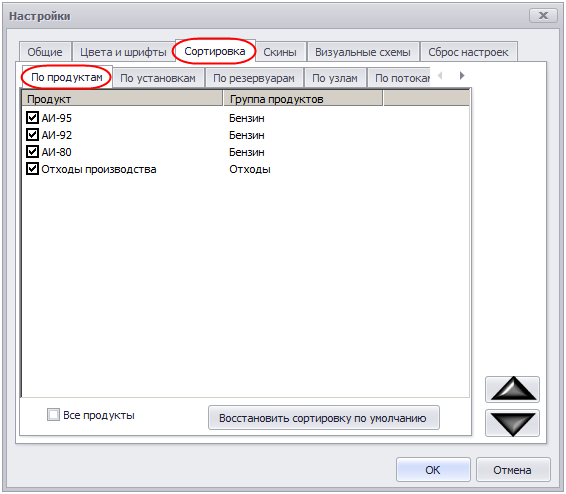 Настройки
Общие Цвета и шрифты Сортировка Скины Визуальные схемы Сброс настроек
По продуктам По установкам По резервуарам По узлам По потокам
Продукт Группа продуктов
АИ-95 Бензин
АИ-92 Бензин
АИ-80 Бензин
Отходы производства Отходы
Все продукты Восстановить сортировку по умолчанию
ОК Отмена